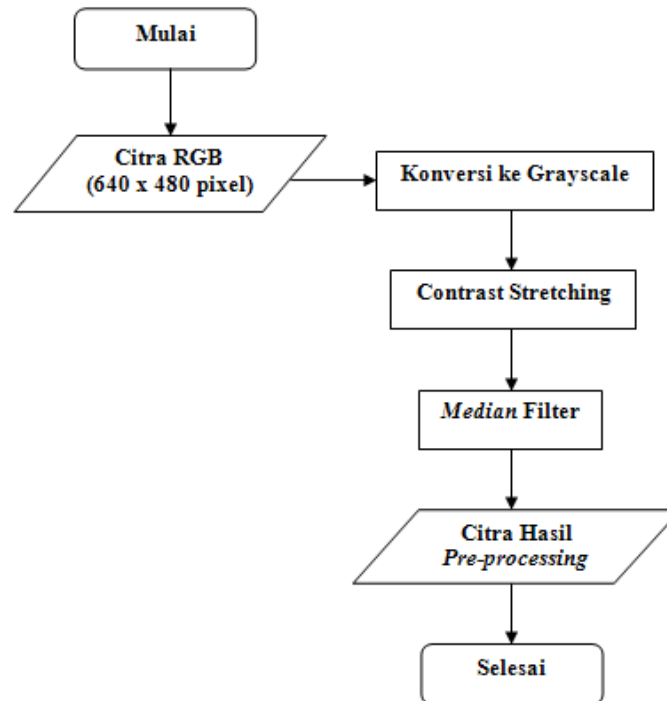 Mulai
Citra RGB
(640 x 480 pixel)
Konversi ke Grayscale
Contrast Stretching
Median Filter
Citra Hasil
Pre-processing
Selesai